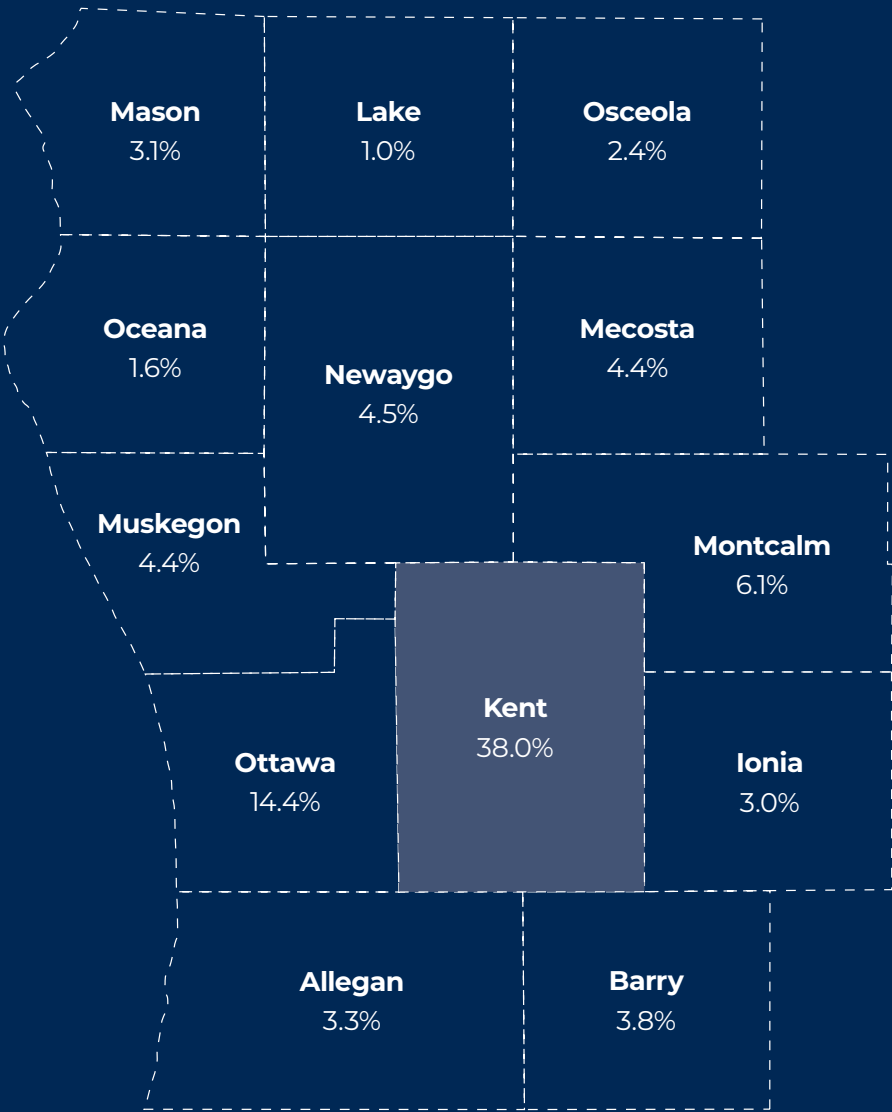 Mason
3.1%
Lake
1.0%
Osceola
2.4%
Oceana
1.6%
Newaygo
4.5%
Mecosta
4.4%
Muskegon
4.4%
Montcalm
6.1%
Kent
38.0%
Ottawa
14.4%
Ionia
3.0%
Allegan
3.3%
Barry
3.8%